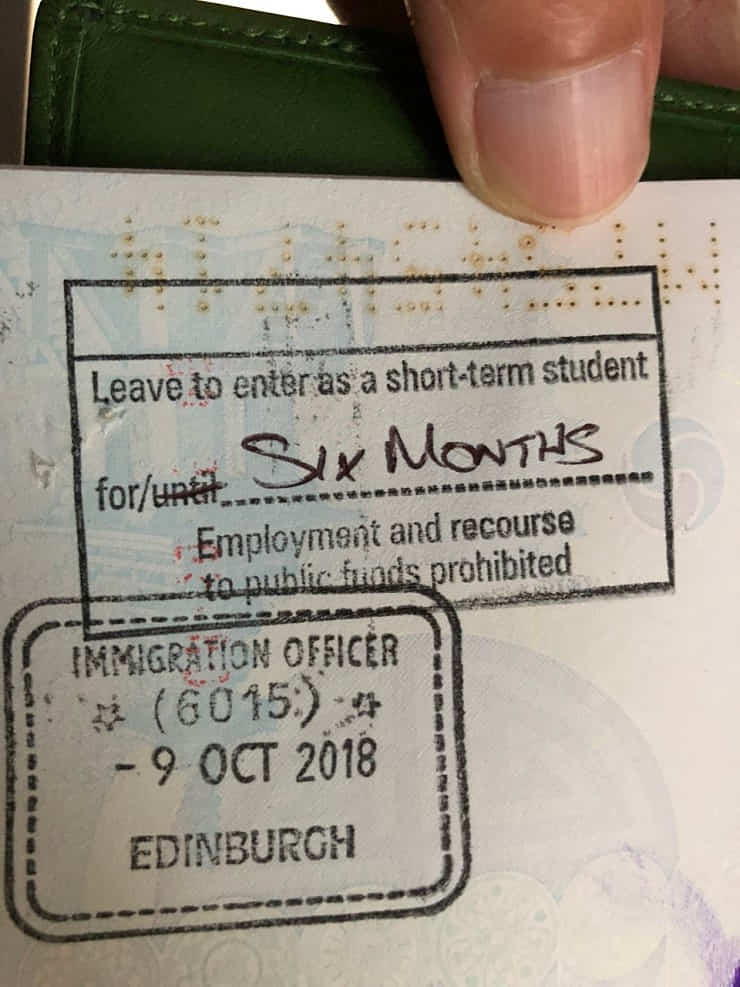 Leave to enter as a short-term student
for/until SIX MONTHS
Employment and recourse
to public funds prohibited
IMMIGRATION OFFICER
☆ (6015) ☆
- 9 OCT 2018
EDINBURGH